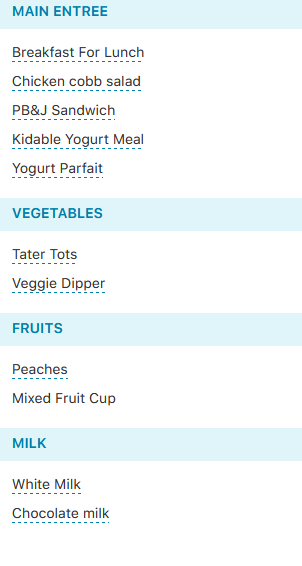 MAIN ENTREE
Breakfast For Lunch
Chicken cobb salad
PB&J Sandwich
Kidable Yogurt Meal
Yogurt Parfait
VEGETABLES
Tater Tots
Veggie Dipper
FRUITS
Peaches
Mixed Fruit Cup
MILK
White Milk
Chocolate milk